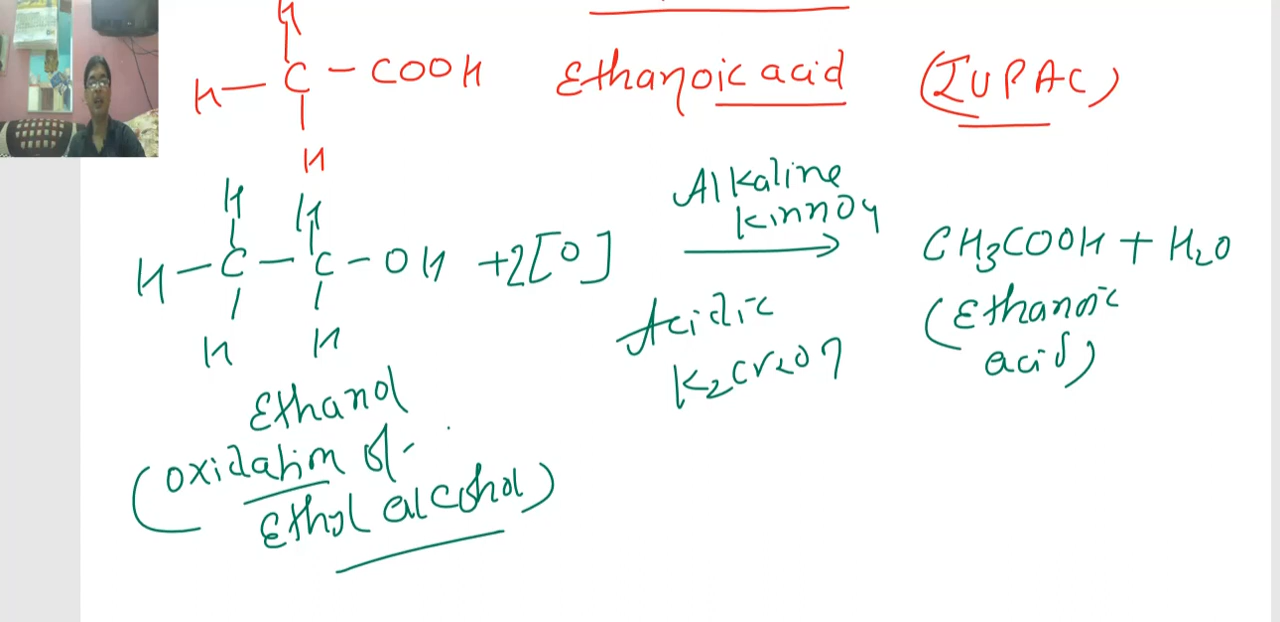 H
H - C - COOH Ethanoic acid (IUPAC)
H
H H
Alkaline
KMnO4
H - C - C - OH + 2[O] CH3COOH + H2O
H H
Acidic
K2Cr2O7
(Ethanoic
acid)
Ethanol
(Oxidation of
Ethyl alcohol)